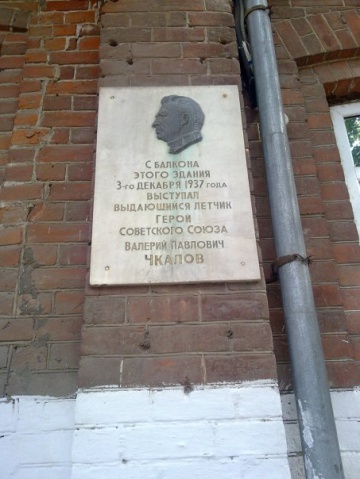 С БАЛКОНА
ЭТОГО ЗДАНИЯ
3-го ДЕКАБРЯ 1937 года
ВЫСТУПАЛ
ВЫДАЮЩИЙСЯ ЛЕТЧИК
ГЕРОЙ
СОВЕТСКОГО СОЮЗА
ВАЛЕРИЙ ПАВЛОВИЧ
ЧКАЛОВ